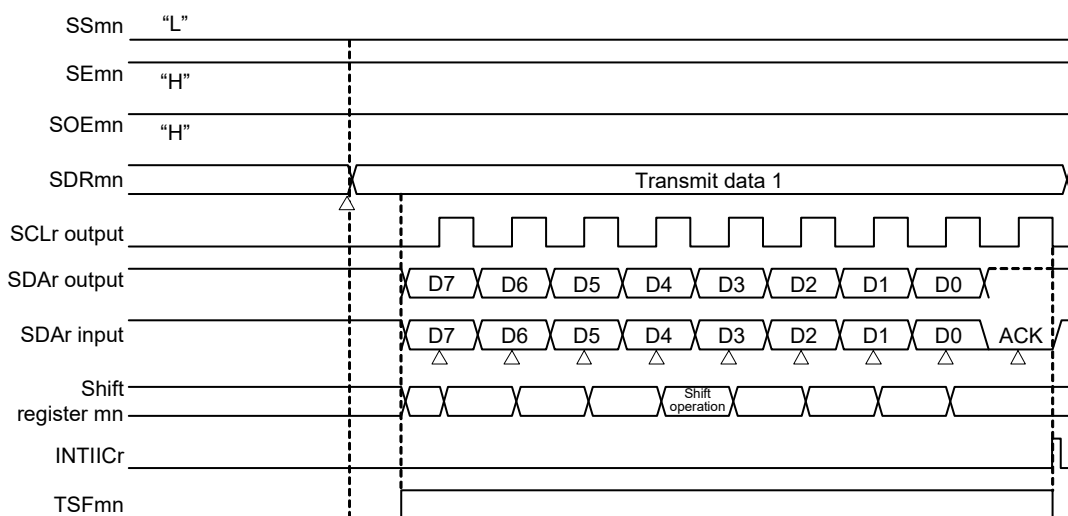 SSmn “L”
SEmn “H”
SOEmn “H”
SDRmn Transmit data 1
SCLr output
SDAr output D7 D6 D5 D4 D3 D2 D1 D0
SDAr input D7 D6 D5 D4 D3 D2 D1 D0 ACK
Shift
register mn
Shift
operation
INTIICr
TSFmn